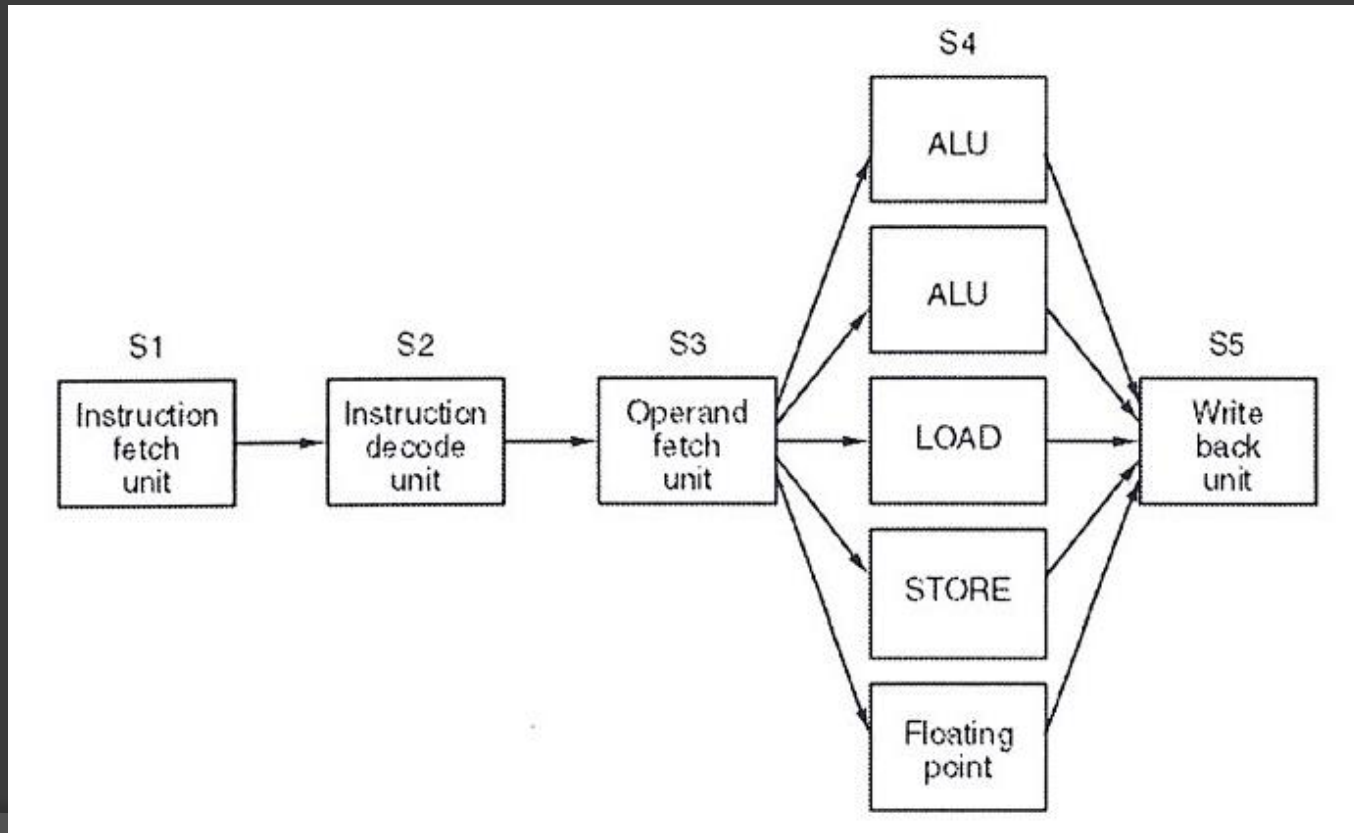 S4
ALU
ALU
S1
Instruction
fetch
unit
S2
Instruction
decode
unit
S3
Operand
fetch
unit
LOAD
S5
Write
back
unit
STORE
Floating
point